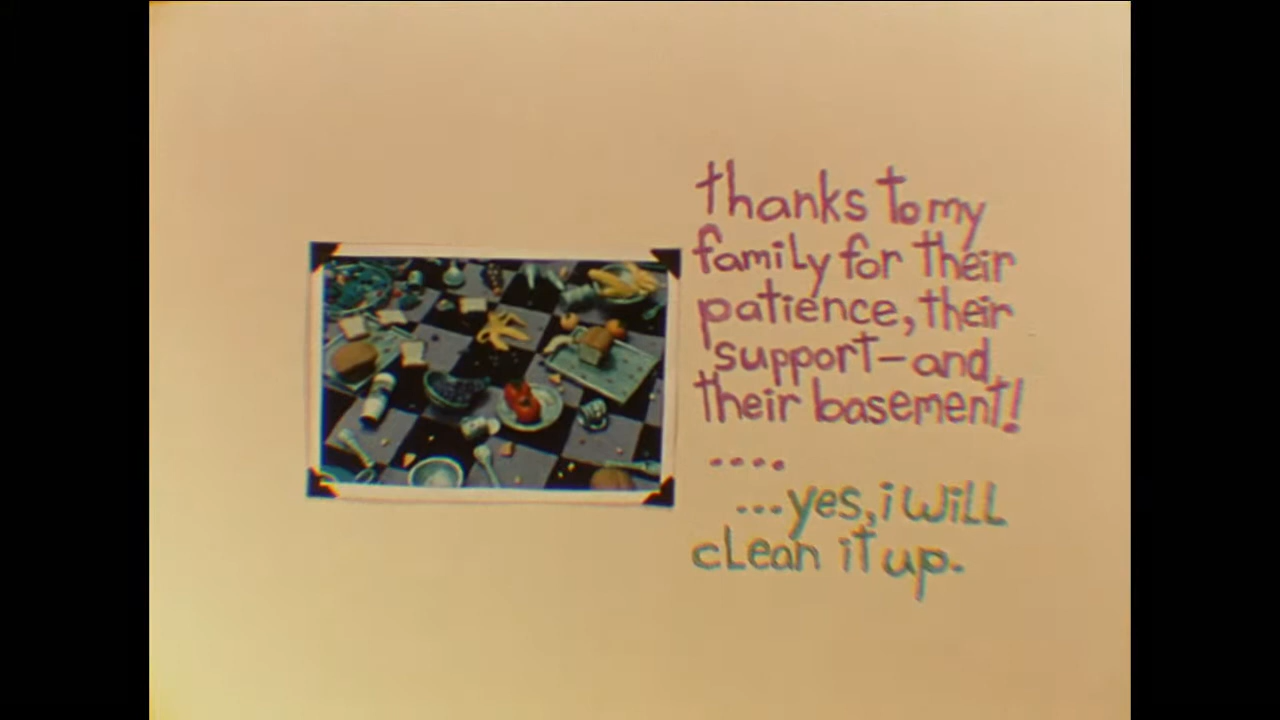 thanks to my
family for their
patience, their
support-and
their basement!
....
...yes, i will
clean it up.